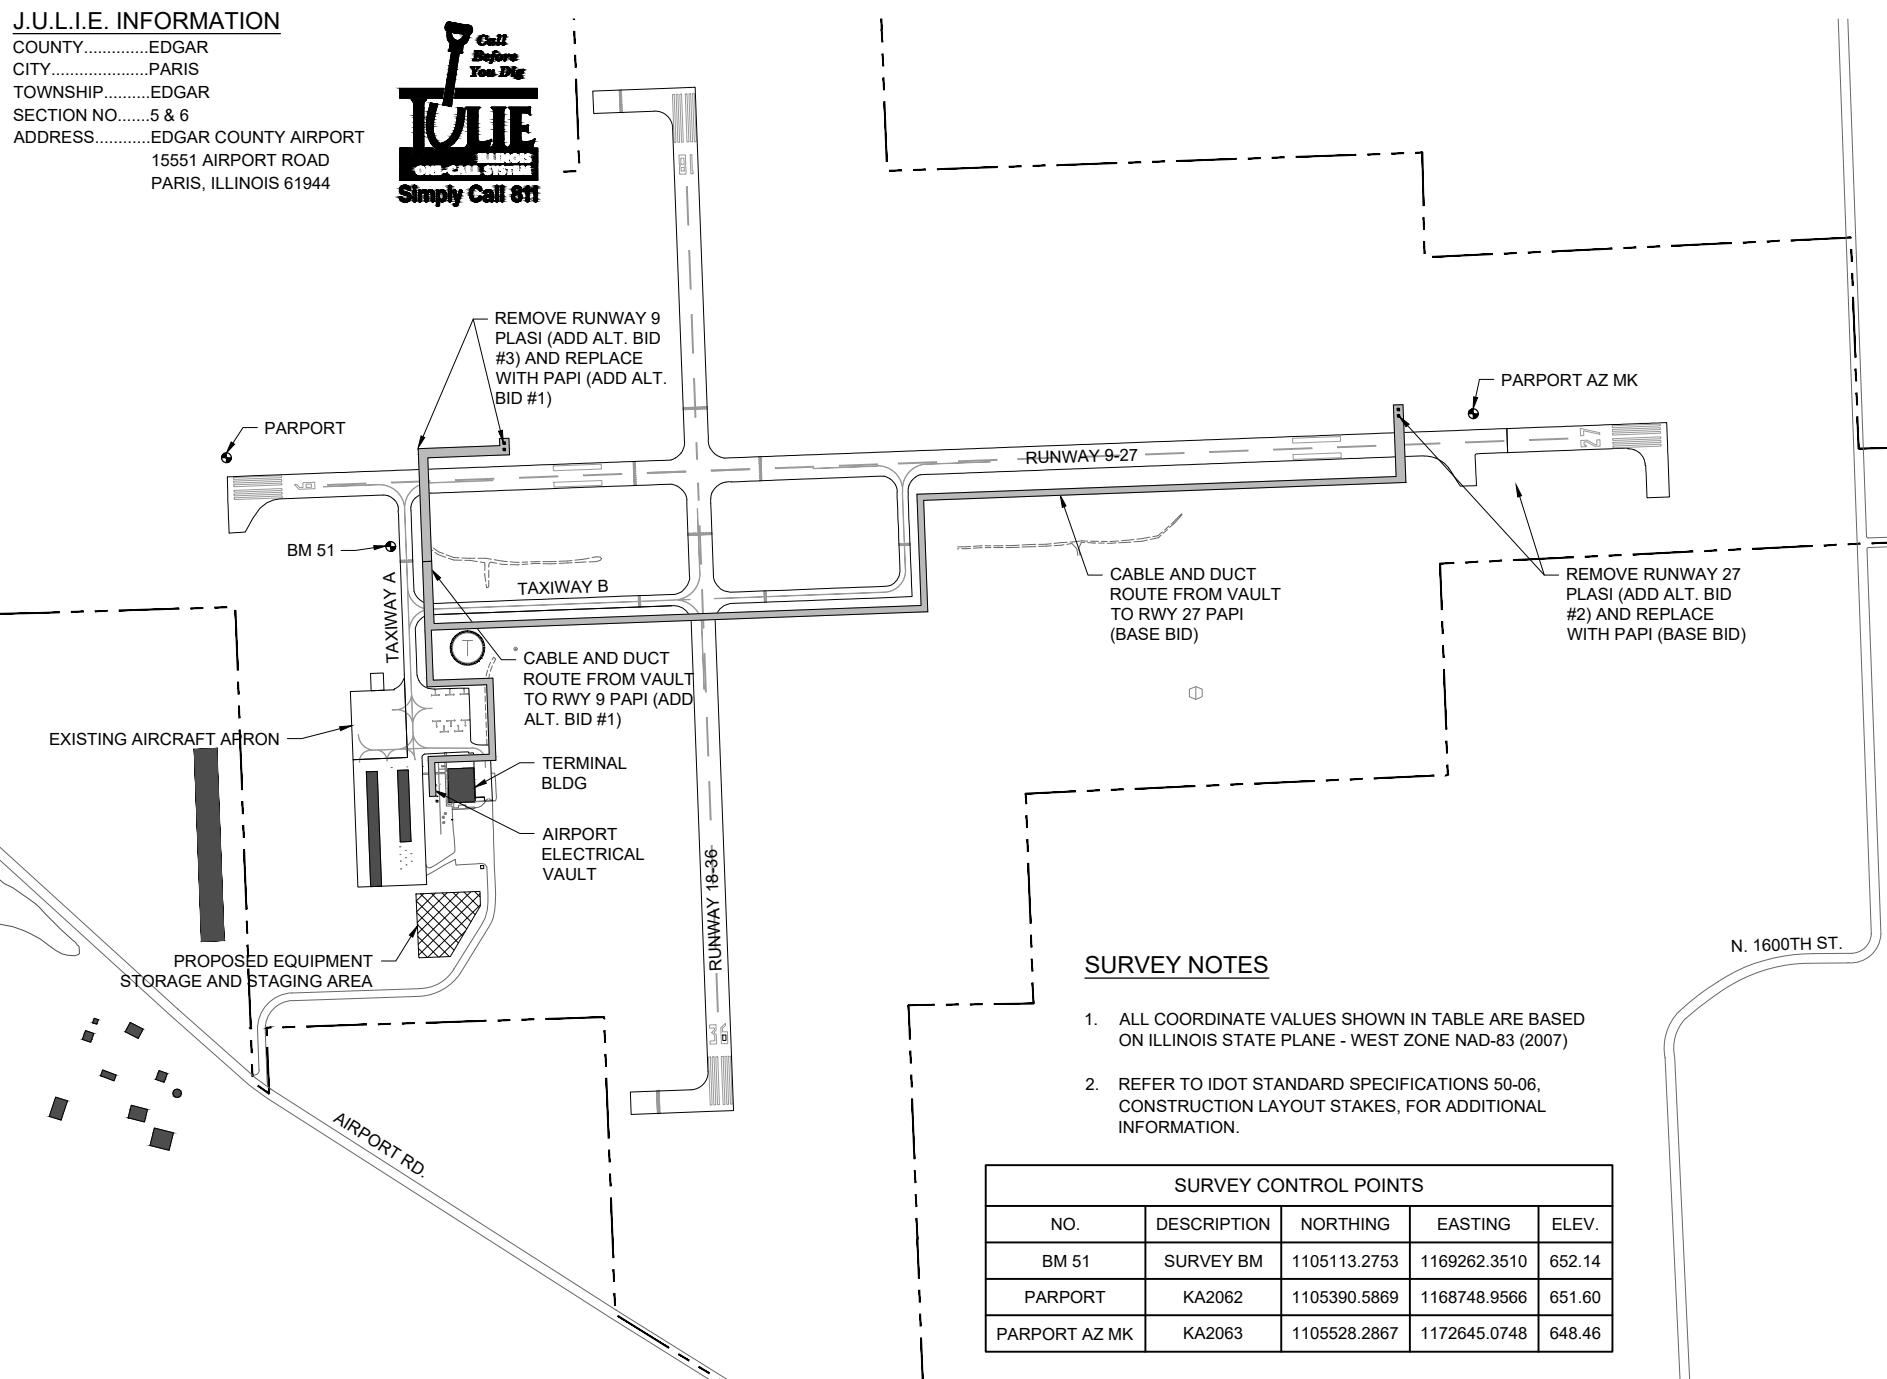 J.U.L.I.E. INFORMATION
COUNTY.............EDGAR
CITY....................PARIS
TOWNSHIP.........EDGAR
SECTION NO.......5 & 6
ADDRESS...........EDGAR COUNTY AIRPORT
15551 AIRPORT ROAD
PARIS, ILLINOIS 61944
Call
Before
You Dig
JULIE
ILLINOIS
ONE-CALL SYSTEM
Simply Call 811
18
REMOVE RUNWAY 9
PLASI (ADD ALT. BID
#3) AND REPLACE
WITH PAPI (ADD ALT.
BID #1)
PARPORT AZ MK
PARPORT
9
RUNWAY 9-27
27
BM 51
TAXIWAY A
TAXIWAY B
CABLE AND DUCT
ROUTE FROM VAULT
TO RWY 27 PAPI
(BASE BID)
REMOVE RUNWAY 27
PLASI (ADD ALT. BID
#2) AND REPLACE
WITH PAPI (BASE BID)
T
CABLE AND DUCT
ROUTE FROM VAULT
TO RWY 9 PAPI (ADD
ALT. BID #1)
EXISTING AIRCRAFT APRON
TERMINAL
BLDG
AIRPORT
ELECTRICAL
VAULT
RUNWAY 18-36
36
PROPOSED EQUIPMENT
STORAGE AND STAGING AREA
AIRPORT RD.
N. 1600TH ST.
SURVEY NOTES
1. ALL COORDINATE VALUES SHOWN IN TABLE ARE BASED
ON ILLINOIS STATE PLANE - WEST ZONE NAD-83 (2007)
2. REFER TO IDOT STANDARD SPECIFICATIONS 50-06,
CONSTRUCTION LAYOUT STAKES, FOR ADDITIONAL
INFORMATION.
SURVEY CONTROL POINTS
NO. DESCRIPTION NORTHING EASTING ELEV.
BM 51 SURVEY BM 1105113.2753 1169262.3510 652.14
PARPORT KA2062 1105390.5869 1168748.9566 651.60
PARPORT AZ MK KA2063 1105528.2867 1172645.0748 648.46